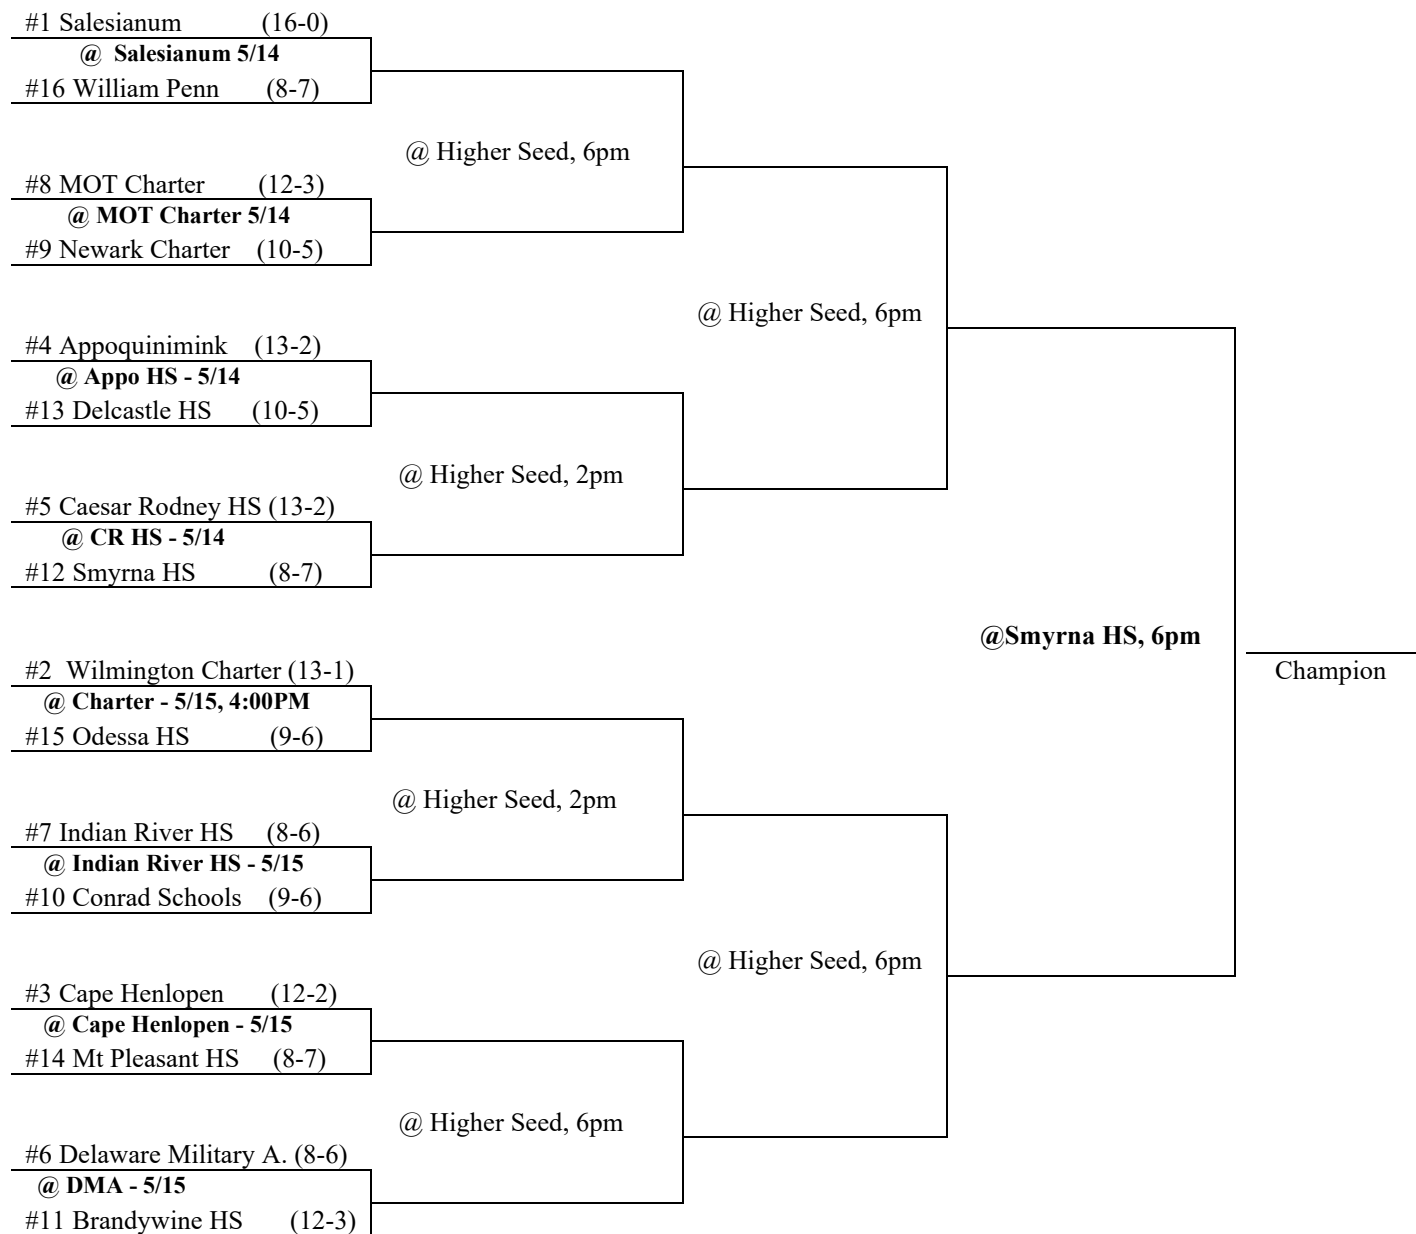 #1 Salesianum (16-0)
@ Salesianum 5/14
#16 William Penn (8-7)
@ Higher Seed, 6pm
#8 MOT Charter (12-3)
@ MOT Charter 5/14
#9 Newark Charter (10-5)
@ Higher Seed, 6pm
#4 Appoquinimink (13-2)
@ Appo HS - 5/14
#13 Delcastle HS (10-5)
@ Higher Seed, 2pm
#5 Caesar Rodney HS (13-2)
@ CR HS - 5/14
#12 Smyrna HS (8-7)
@Smyrna HS, 6pm
Champion
#2 Wilmington Charter (13-1)
@ Charter - 5/15, 4:00PM
#15 Odessa HS (9-6)
@ Higher Seed, 2pm
#7 Indian River HS (8-6)
@ Indian River HS - 5/15
#10 Conrad Schools (9-6)
@ Higher Seed, 6pm
#3 Cape Henlopen (12-2)
@ Cape Henlopen - 5/15
#14 Mt Pleasant HS (8-7)
@ Higher Seed, 6pm
#6 Delaware Military A. (8-6)
@ DMA - 5/15
#11 Brandywine HS (12-3)